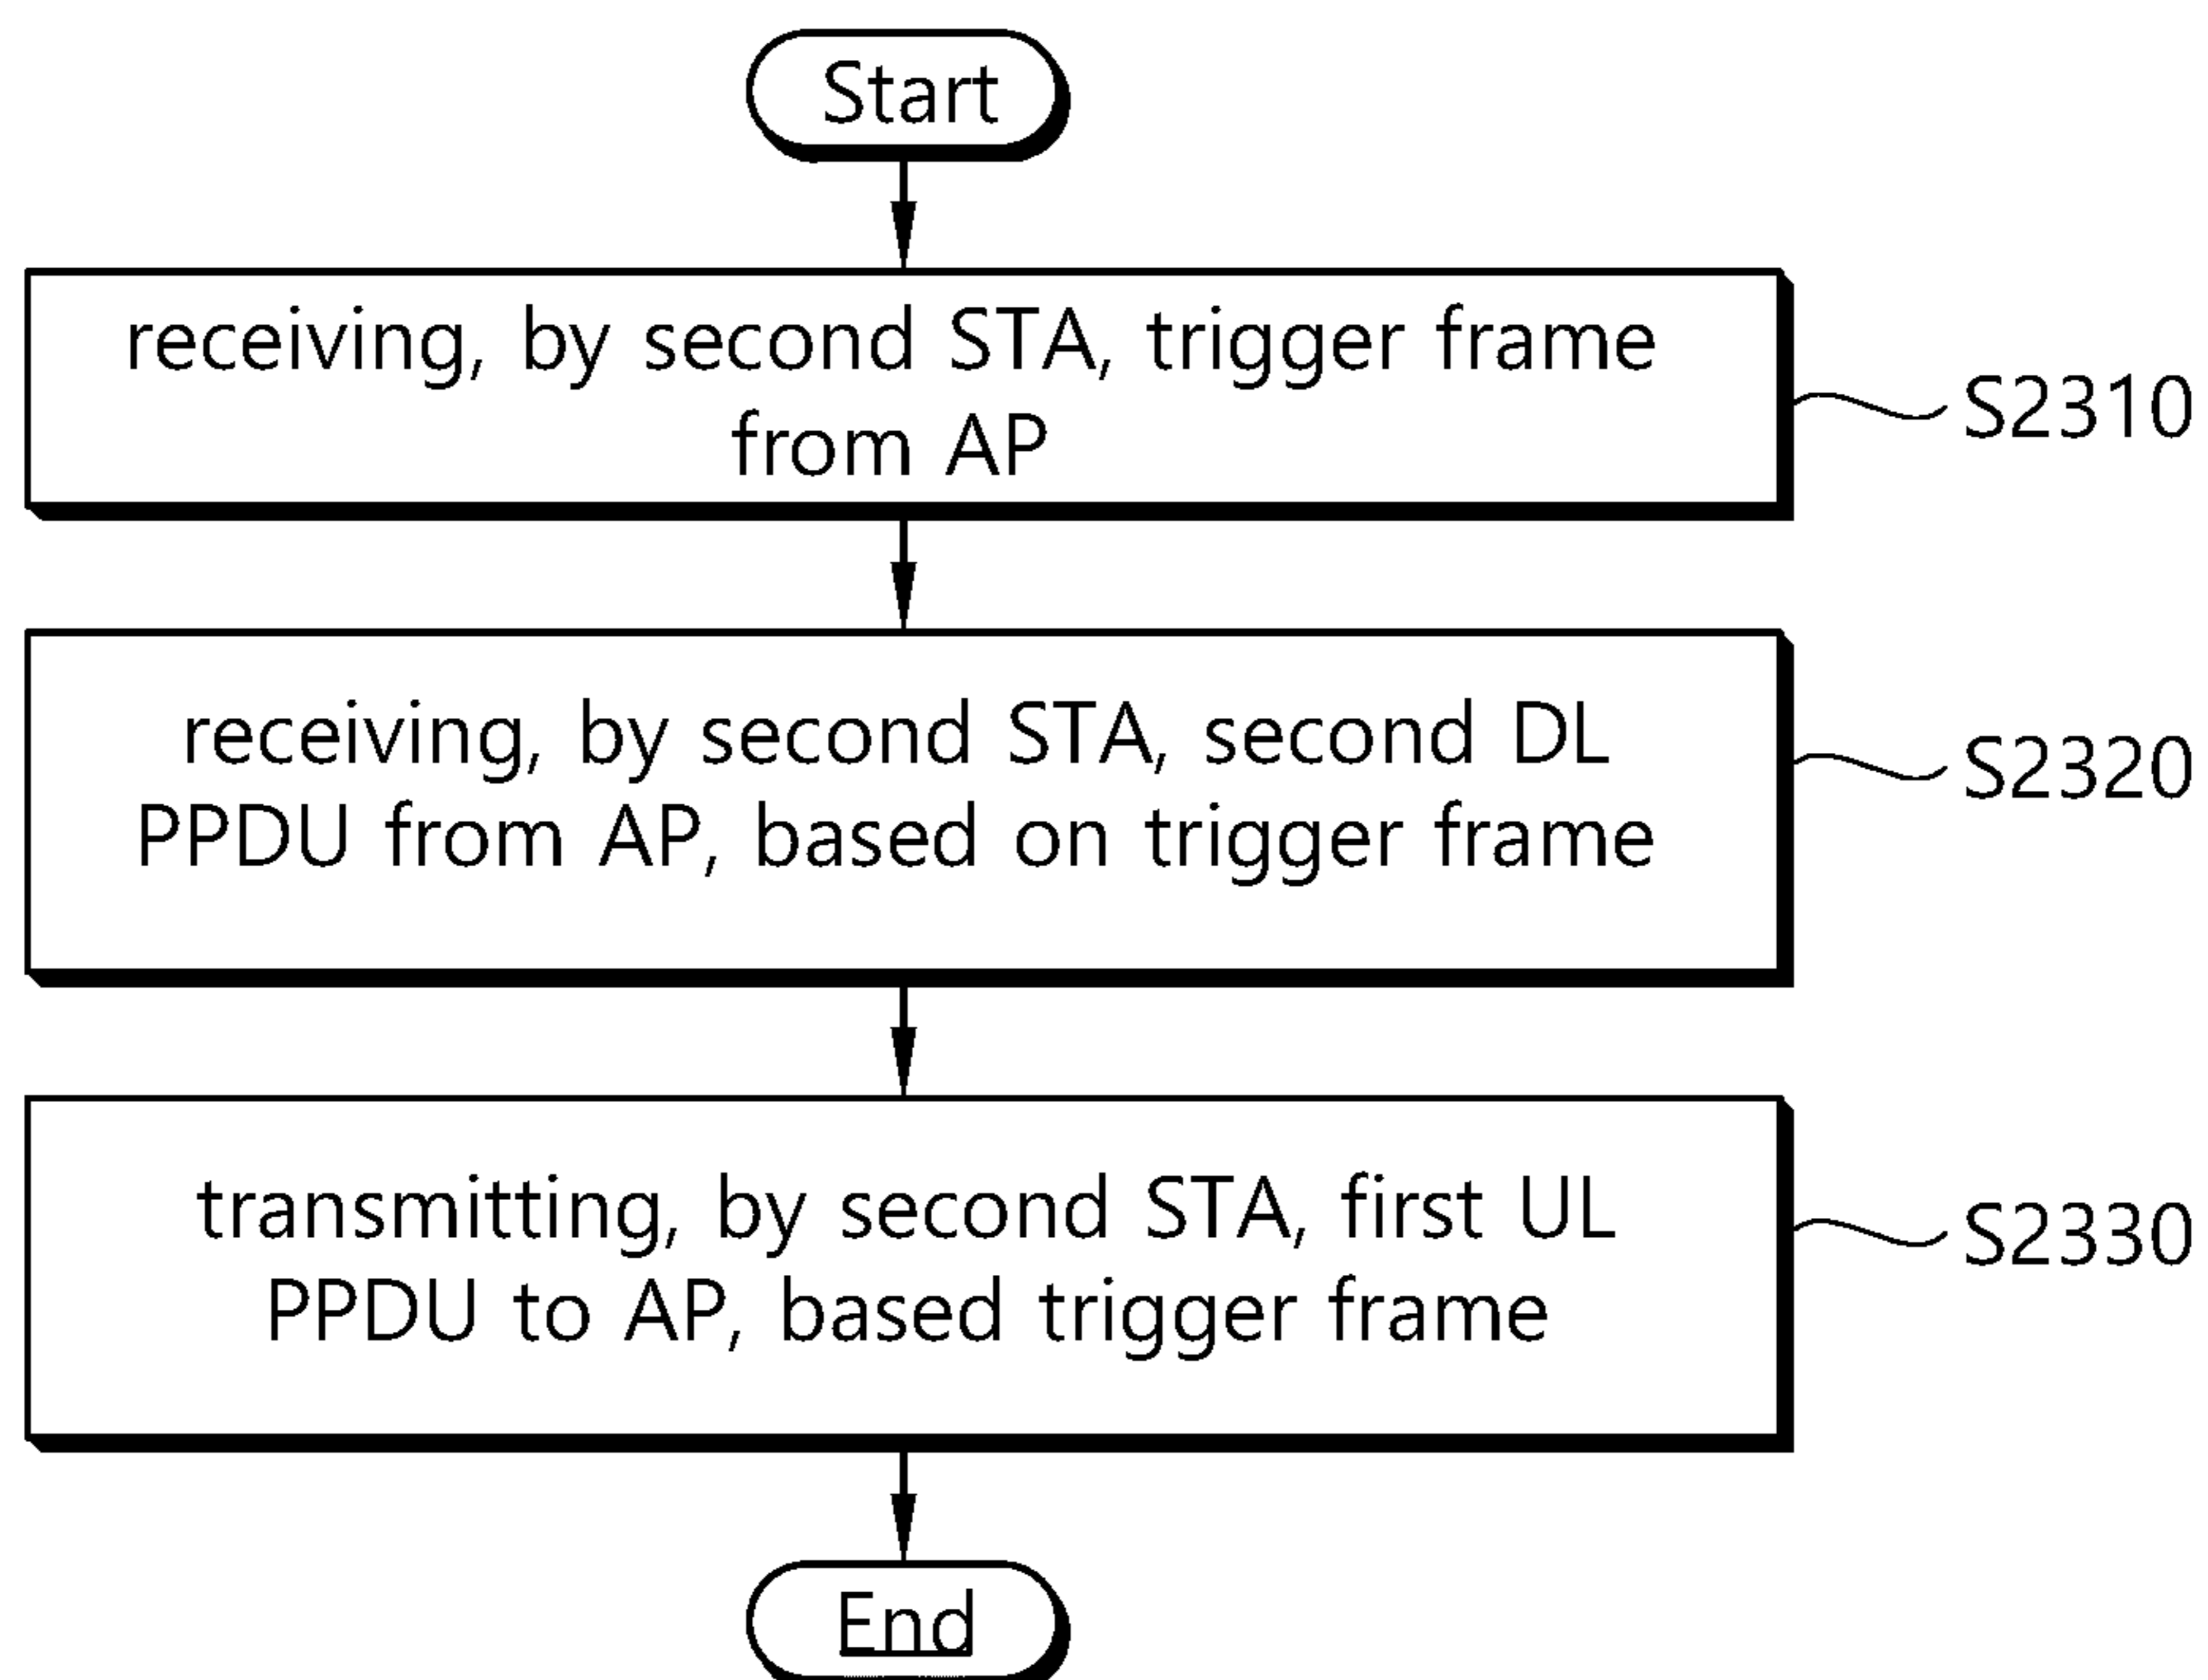 Start
receiving, by second STA, trigger frame
from AP
S2310
receiving, by second STA, second DL
PPDU from AP, based on trigger frame
S2320
transmitting, by second STA, first UL
PPDU to AP, based trigger frame
S2330
End